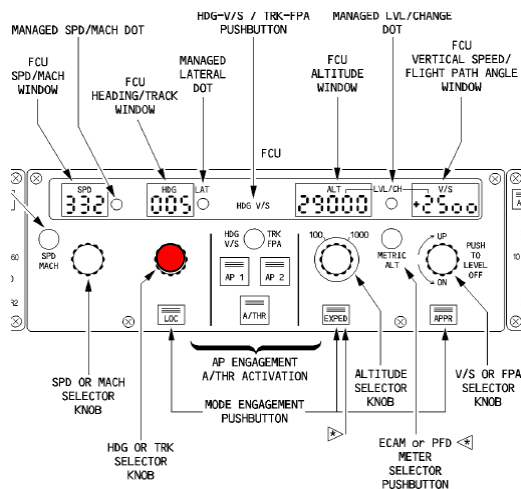 HDG-V/S / TRK-FPA
PUSHBUTTON
MANAGED SPD/MACH DOT
MANAGED LVL/CHANGE
DOT
FCU
SPD/MACH
WINDOW
FCU
HEADING/TRACK
WINDOW
MANAGED
LATERAL
DOT
FCU
ALTITUDE
WINDOW
FCU
VERTICAL SPEED/
FLIGHT PATH ANGLE
WINDOW
FCU
SPD
HDG
LAT
ALT
LVL/CH
V/S
332
005
HDG V/S
29000
+25oo
SPD
MACH
HDG
V/S
TRK
FPA
100
1000
METRIC
ALT
UP
DN
PUSH
TO
LEVEL
OFF
AP 1
AP 2
A/THR
LOC
EXPED
APPR
60
10
R2
AP ENGAGEMENT
A/THR ACTIVATION
MODE ENGAGEMENT
PUSHBUTTON
SPD OR MACH
SELECTOR
KNOB
HDG OR TRK
SELECTOR
KNOB
ALTITUDE
SELECTOR
KNOB
V/S OR FPA
SELECTOR
KNOB
ECAM or PFD
METER
SELECTOR
PUSHBUTTON